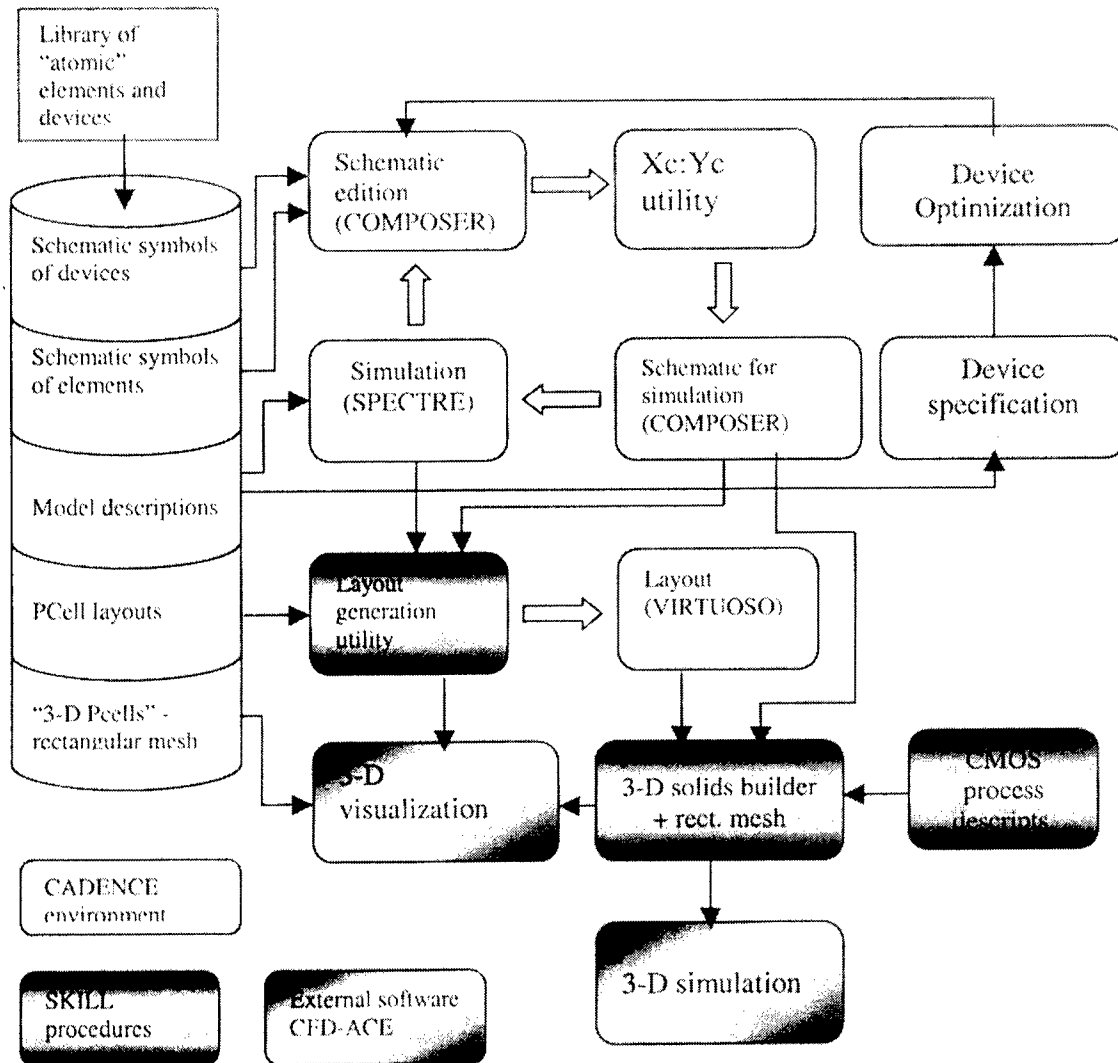 Library of
"atomic"
elements and
devices
Schematic symbols
of devices
Schematic symbols
of elements
Model descriptions
PCell layouts
"3-D Pcells" -
rectangular mesh
Schematic
edition
(COMPOSER)
Xc:Yc
utility
Device
Optimization
Simulation
(SPECTRE)
Schematic for
simulation
(COMPOSER)
Device
specification
Layout
generation
utility
Layout
(VIRTUOSO)
3-D
visualization
3-D solids builder
+ rect. mesh
CMOS
process
descripts
3-D simulation
CADENCE
environment
SKILL
procedures
External software
CFD-ACE